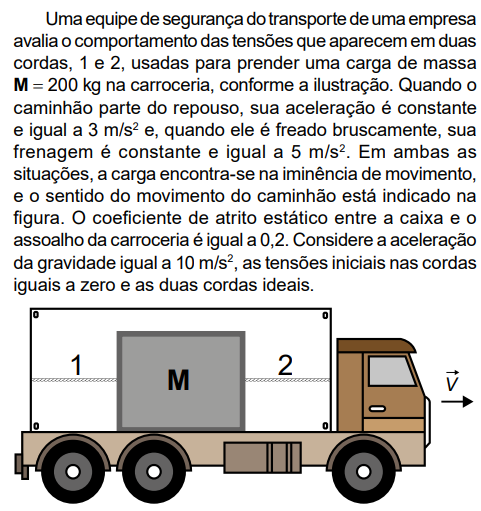 Uma equipe de segurança do transporte de uma empresa
avalia o comportamento das tensões que aparecem em duas
cordas, 1 e 2, usadas para prender uma carga de massa
M = 200 kg na carroceria, conforme a ilustração. Quando o
caminhão parte do repouso, sua aceleração é constante
e igual a 3 m/s² e, quando ele é freado bruscamente, sua
frenagem é constante e igual a 5 m/s². Em ambas as
situações, a carga encontra-se na iminência de movimento,
e o sentido do movimento do caminhão está indicado na
figura. O coeficiente de atrito estático entre a caixa e o
assoalho da carroceria é igual a 0,2. Considere a aceleração
da gravidade igual a 10 m/s², as tensões iniciais nas cordas
iguais a zero e as duas cordas ideais.
1 M 2
V⃗